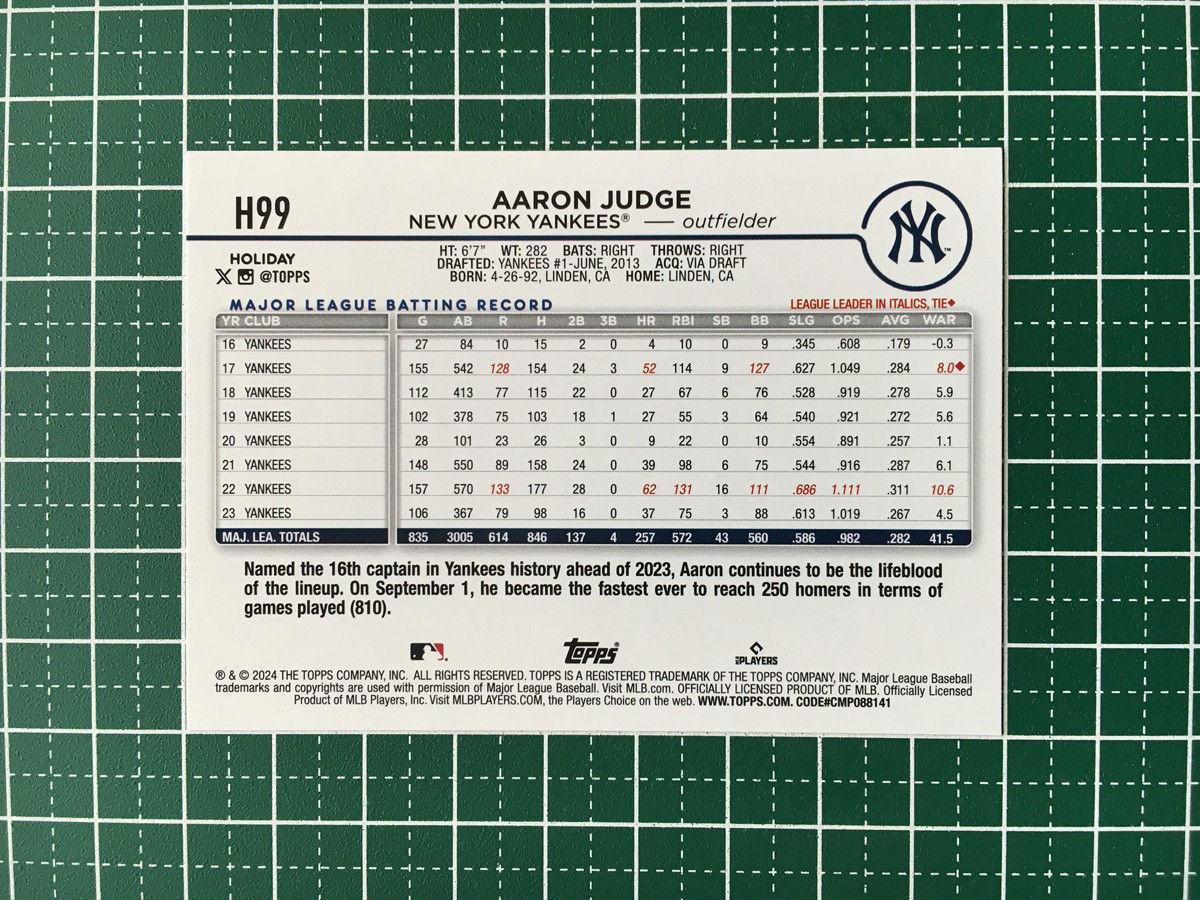 H99
AARON JUDGE
NEW YORK YANKEES® — outfielder
NY™
HOLIDAY
X @TOPPS
HT: 6'7" WT: 282 BATS: RIGHT THROWS: RIGHT
DRAFTED: YANKEES #1-JUNE, 2013 ACQ: VIA DRAFT
BORN: 4-26-92, LINDEN, CA HOME: LINDEN, CA
MAJOR LEAGUE BATTING RECORD
LEAGUE LEADER IN ITALICS, TIE◆
YR CLUB G AB R H 2B 3B HR RBI SB BB SLG OPS AVG WAR
16 YANKEES 27 84 10 15 2 0 4 10 0 9 .345 .608 .179 -0.3
17 YANKEES 155 542 128 154 24 3 52 114 9 127 .627 1.049 .284 8.0◆
18 YANKEES 112 413 77 115 22 0 27 67 6 76 .528 .919 .278 5.9
19 YANKEES 102 378 75 103 18 1 27 55 3 64 .540 .921 .272 5.6
20 YANKEES 28 101 23 26 3 0 9 22 0 10 .554 .891 .257 1.1
21 YANKEES 148 550 89 158 24 0 39 98 6 75 .544 .916 .287 6.1
22 YANKEES 157 570 133 177 28 0 62 131 16 111 .686 1.111 .311 10.6
23 YANKEES 106 367 79 98 16 0 37 75 3 88 .613 1.019 .267 4.5
MAJ. LEA. TOTALS 835 3005 614 846 137 4 257 572 43 560 .586 .982 .282 41.5
Named the 16th captain in Yankees history ahead of 2023, Aaron continues to be the lifeblood
of the lineup. On September 1, he became the fastest ever to reach 250 homers in terms of
games played (810).
topps®
MLBPLAYERS
® & © 2024 THE TOPPS COMPANY, INC. ALL RIGHTS RESERVED. TOPPS IS A REGISTERED TRADEMARK OF THE TOPPS COMPANY, INC. Major League Baseball
trademarks and copyrights are used with permission of Major League Baseball. Visit MLB.com. OFFICIALLY LICENSED PRODUCT OF MLB. Officially Licensed
Product of MLB Players, Inc. Visit MLBPLAYERS.COM, the Players Choice on the web. WWW.TOPPS.COM. CODE#CMP088141